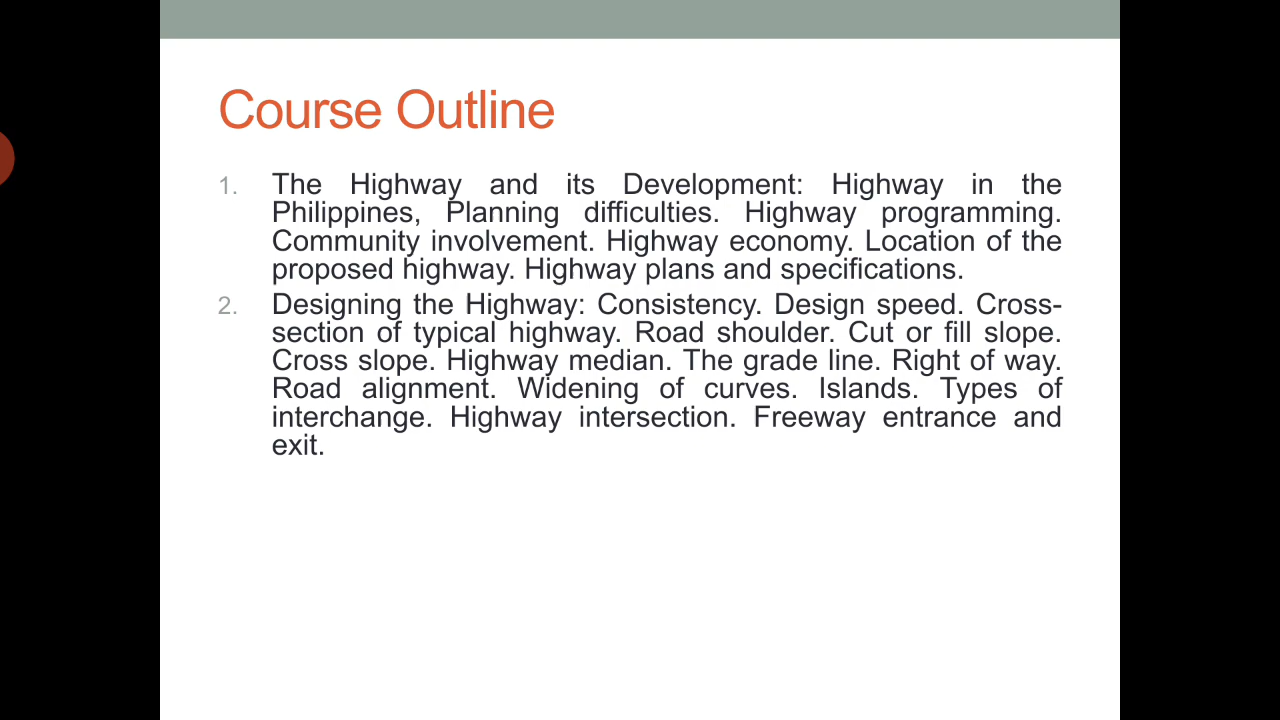 Course Outline
1. The Highway and its Development: Highway in the
Philippines, Planning difficulties. Highway programming.
Community involvement. Highway economy. Location of the
proposed highway. Highway plans and specifications.
2. Designing the Highway: Consistency. Design speed. Cross-
section of typical highway. Road shoulder. Cut or fill slope.
Cross slope. Highway median. The grade line. Right of way.
Road alignment. Widening of curves. Islands. Types of
interchange. Highway intersection. Freeway entrance and
exit.